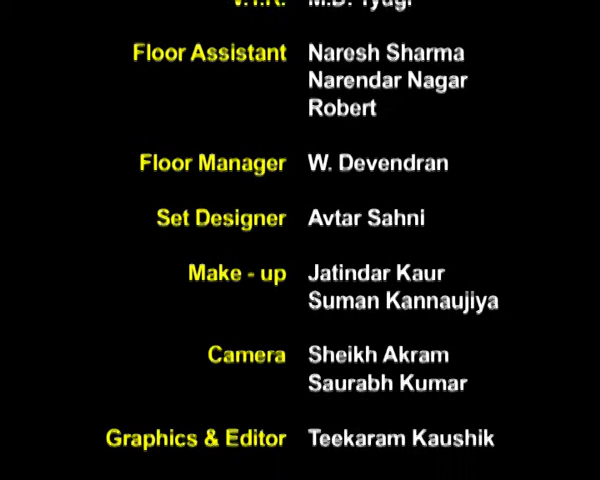 V.T.R. M.D. Tyagi
Floor Assistant Naresh Sharma
Narendar Nagar
Robert
Floor Manager W. Devendran
Set Designer Avtar Sahni
Make - up Jatindar Kaur
Suman Kannaujiya
Camera Sheikh Akram
Saurabh Kumar
Graphics & Editor Teekaram Kaushik